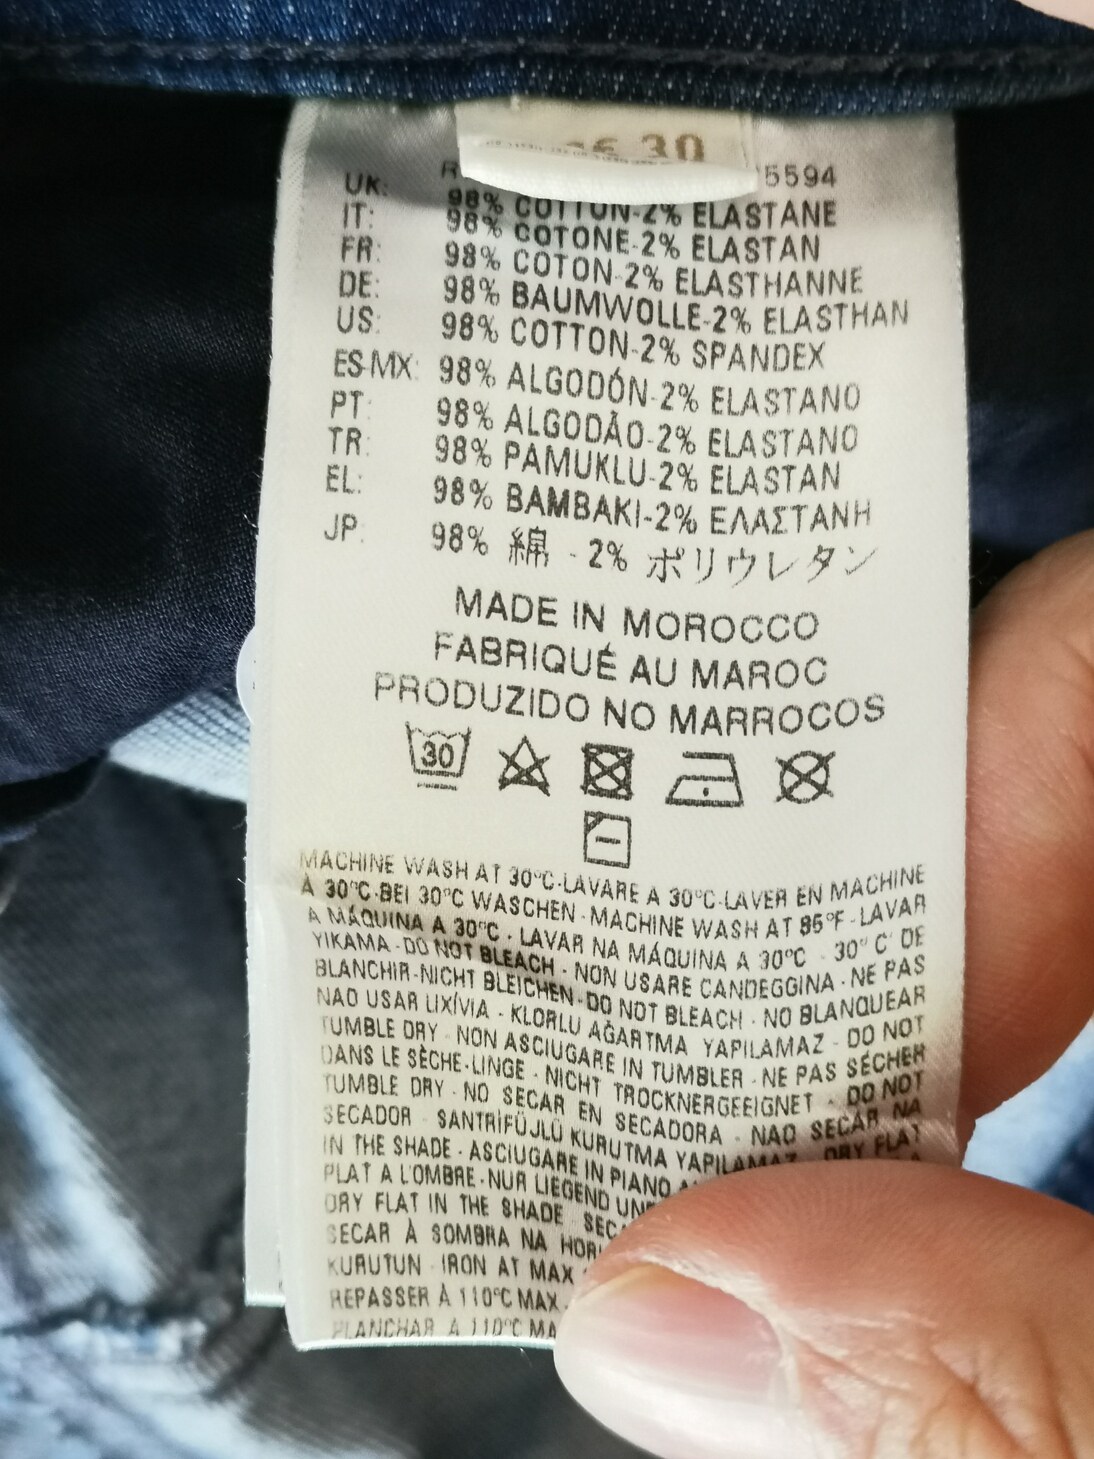 30
5594
UK: 98% COTTON-2% ELASTANE
IT: 98% COTONE-2% ELASTAN
FR: 98% COTON-2% ELASTHANNE
DE: 98% BAUMWOLLE-2% ELASTHAN
US: 98% COTTON-2% SPANDEX
ES-MX: 98% ALGODÓN-2% ELASTANO
PT: 98% ALGODÃO-2% ELASTANO
TR: 98% PAMUKLU-2% ELASTAN
EL: 98% BAMBAKI-2% ΕΛΑΣΤΑΝΗ
JP: 98% 綿 - 2% ポリウレタン
MADE IN MOROCCO
FABRIQUÉ AU MAROC
PRODUZIDO NO MARROCOS
30
MACHINE WASH AT 30°C-LAVARE A 30°C-LAVER EN MACHINE
À 30°C-BEI 30°C WASCHEN - MACHINE WASH AT 86°F - LAVAR
A MÁQUINA A 30°C - LAVAR NA MÁQUINA A 30°C - 30° C' DE
YIKAMA - DO NOT BLEACH - NON USARE CANDEGGINA - NE PAS
BLANCHIR-NICHT BLEICHEN-DO NOT BLEACH - NO BLANQUEAR
NAO USAR LIXÍVIA - KLORLU AĞARTMA YAPILAMAZ - DO NOT
TUMBLE DRY - NON ASCIUGARE IN TUMBLER - NE PAS SÉCHER
DANS LE SÈCHE-LINGE - NICHT TROCKNERGEEIGNET - DO NOT
TUMBLE DRY - NO SECAR EN SECADORA - NAO SECAR NA
SECADOR - SANTRİFÜJLÜ KURUTMA YAPILAMAZ - DRY FLAT
IN THE SHADE - ASCIUGARE IN PIANO
PLAT A L'OMBRE - NUR LIEGEND
DRY FLAT IN THE SHADE
SECAR À SOMBRA NA
KURUTUN - IRON AT MAX
REPASSER À 110°C MAX
PLANCHAR A 110°C